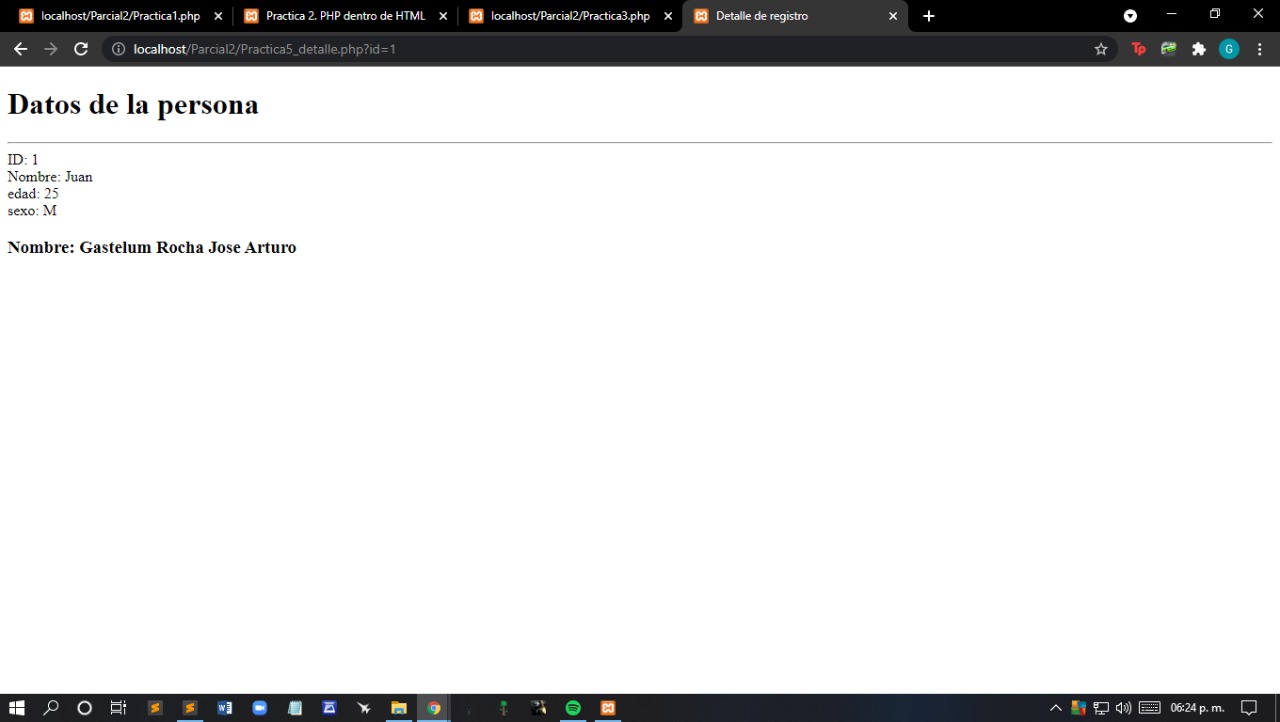 localhost/Parcial2/Practica1.php
Practica 2. PHP dentro de HTML
localhost/Parcial2/Practica3.php
Detalle de registro
localhost/Parcial2/Practica5_detalle.php?id=1
Tp
G
Datos de la persona
ID: 1
Nombre: Juan
edad: 25
sexo: M
Nombre: Gastelum Rocha Jose Arturo
06:24 p. m.